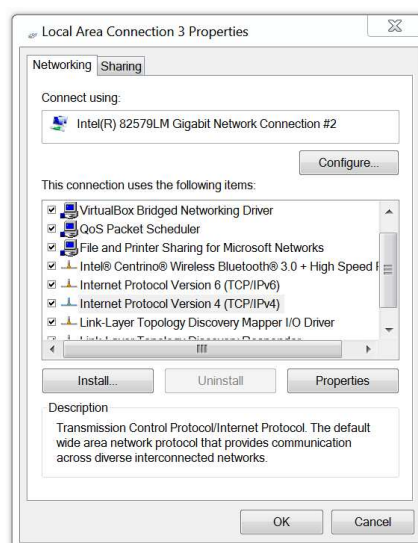 Local Area Connection 3 Properties
Networking Sharing
Connect using:
Intel(R) 82579LM Gigabit Network Connection #2
Configure...
This connection uses the following items:
VirtualBox Bridged Networking Driver
QoS Packet Scheduler
File and Printer Sharing for Microsoft Networks
Intel® Centrino® Wireless Bluetooth® 3.0 + High Speed
Internet Protocol Version 6 (TCP/IPv6)
Internet Protocol Version 4 (TCP/IPv4)
Link-Layer Topology Discovery Mapper I/O Driver
Install... Uninstall Properties
Description
Transmission Control Protocol/Internet Protocol. The default
wide area network protocol that provides communication
across diverse interconnected networks.
OK Cancel